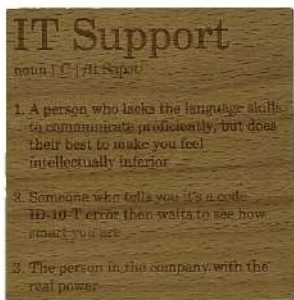 IT Support
noun [ C ]
1. A person who lacks the language skills
to communicate proficiently, but does
their best to make you feel
intellectually inferior
2. Someone who tells you it's a code
ID-10-T error then waits to see how
smart you are
3. The person in the company with the
real power